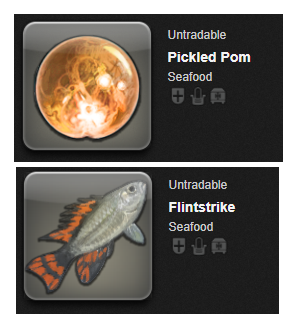 Untradable
Pickled Pom
Seafood
Untradable
Flintstrike
Seafood